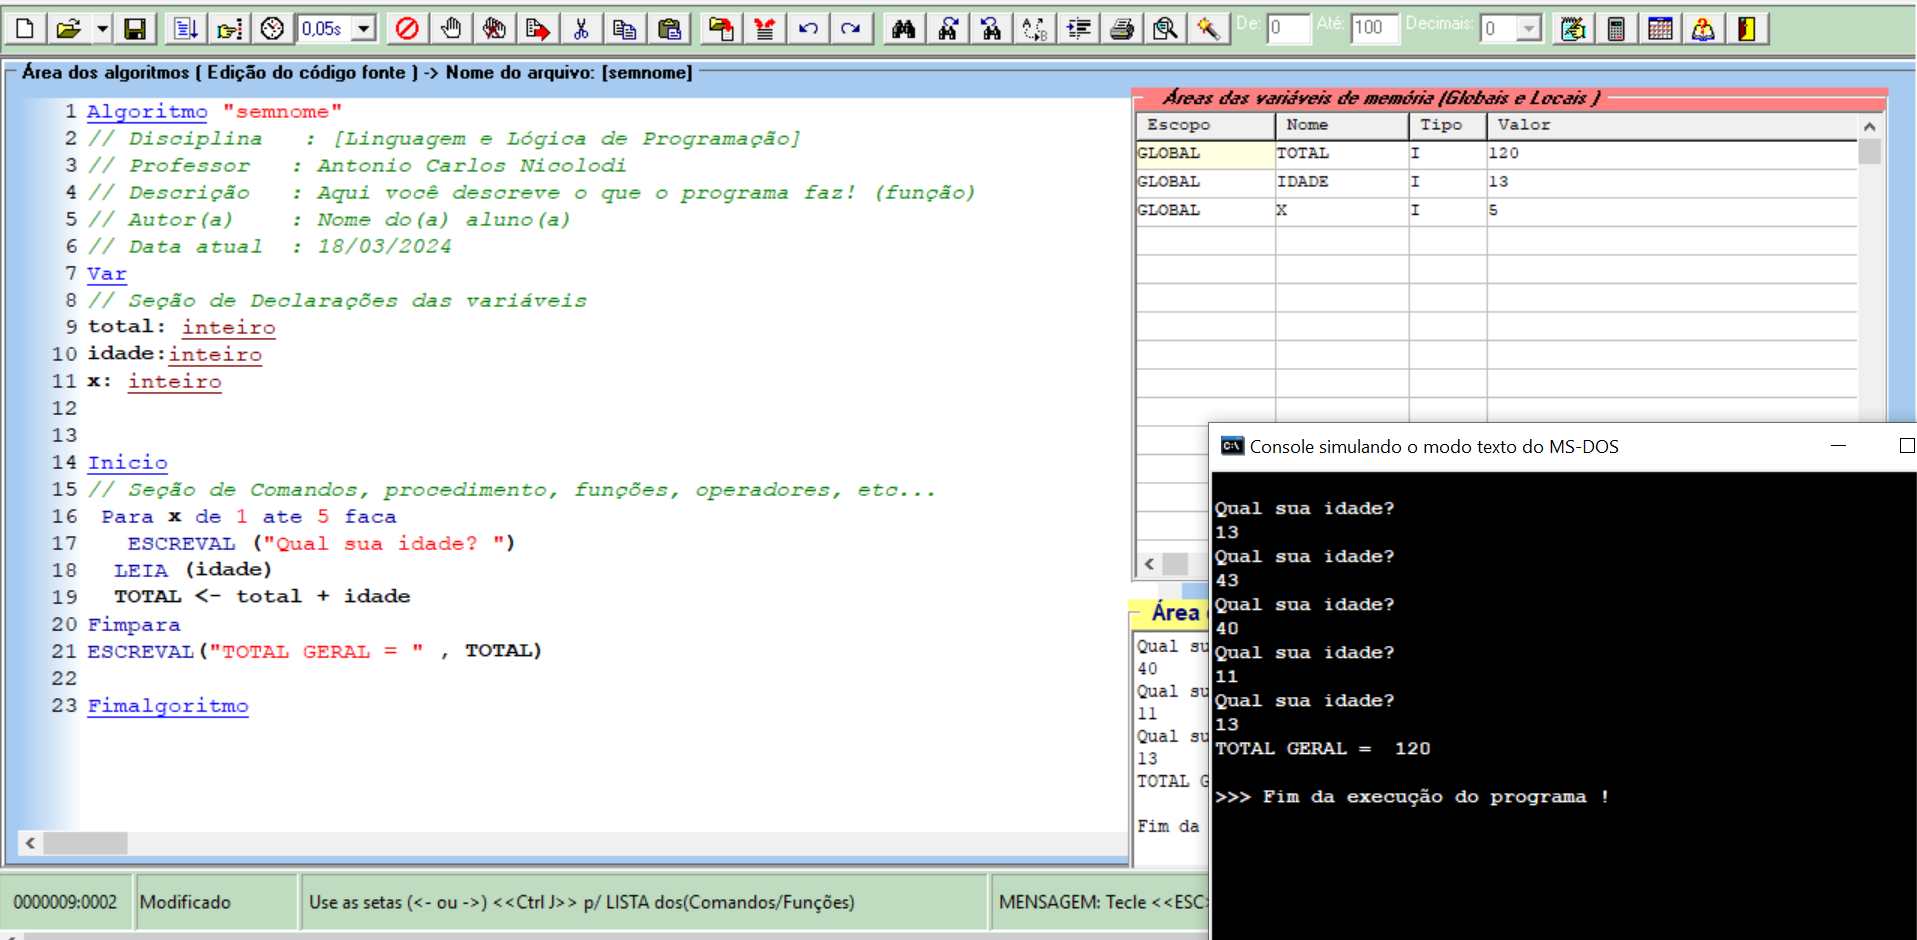 0,05s
De: 0 Até: 100 Decimais: 0
Área dos algoritmos ( Edição do código fonte ) -> Nome do arquivo: [semnome]
1 Algoritmo "semnome"
2 // Disciplina   : [Linguagem e Lógica de Programação]
3 // Professor   : Antonio Carlos Nicolodi
4 // Descrição   : Aqui você descreve o que o programa faz! (função)
5 // Autor(a)    : Nome do(a) aluno(a)
6 // Data atual  : 18/03/2024
7 Var
8 // Seção de Declarações das variáveis
9 total: inteiro
10 idade:inteiro
11 x: inteiro
12
13
14 Inicio
15 // Seção de Comandos, procedimento, funções, operadores, etc...
16  Para x de 1 ate 5 faca
17    ESCREVAL ("Qual sua idade? ")
18   LEIA (idade)
19   TOTAL <- total + idade
20 Fimpara
21 ESCREVAL("TOTAL GERAL = " , TOTAL)
22
23 Fimalgoritmo
Áreas das variáveis de memória (Globais e Locais )
Escopo Nome Tipo Valor
GLOBAL TOTAL I 120
GLOBAL IDADE I 13
GLOBAL X I 5
Área
Qual su
40
Qual su
11
Qual su
13
TOTAL G
Fim da
Console simulando o modo texto do MS-DOS
Qual sua idade?
13
Qual sua idade?
43
Qual sua idade?
40
Qual sua idade?
11
Qual sua idade?
13
TOTAL GERAL =  120
>>> Fim da execução do programa !
0000009:0002 Modificado Use as setas (<- ou ->) <<Ctrl J>> p/ LISTA dos(Comandos/Funções) MENSAGEM: Tecle <<ESC>